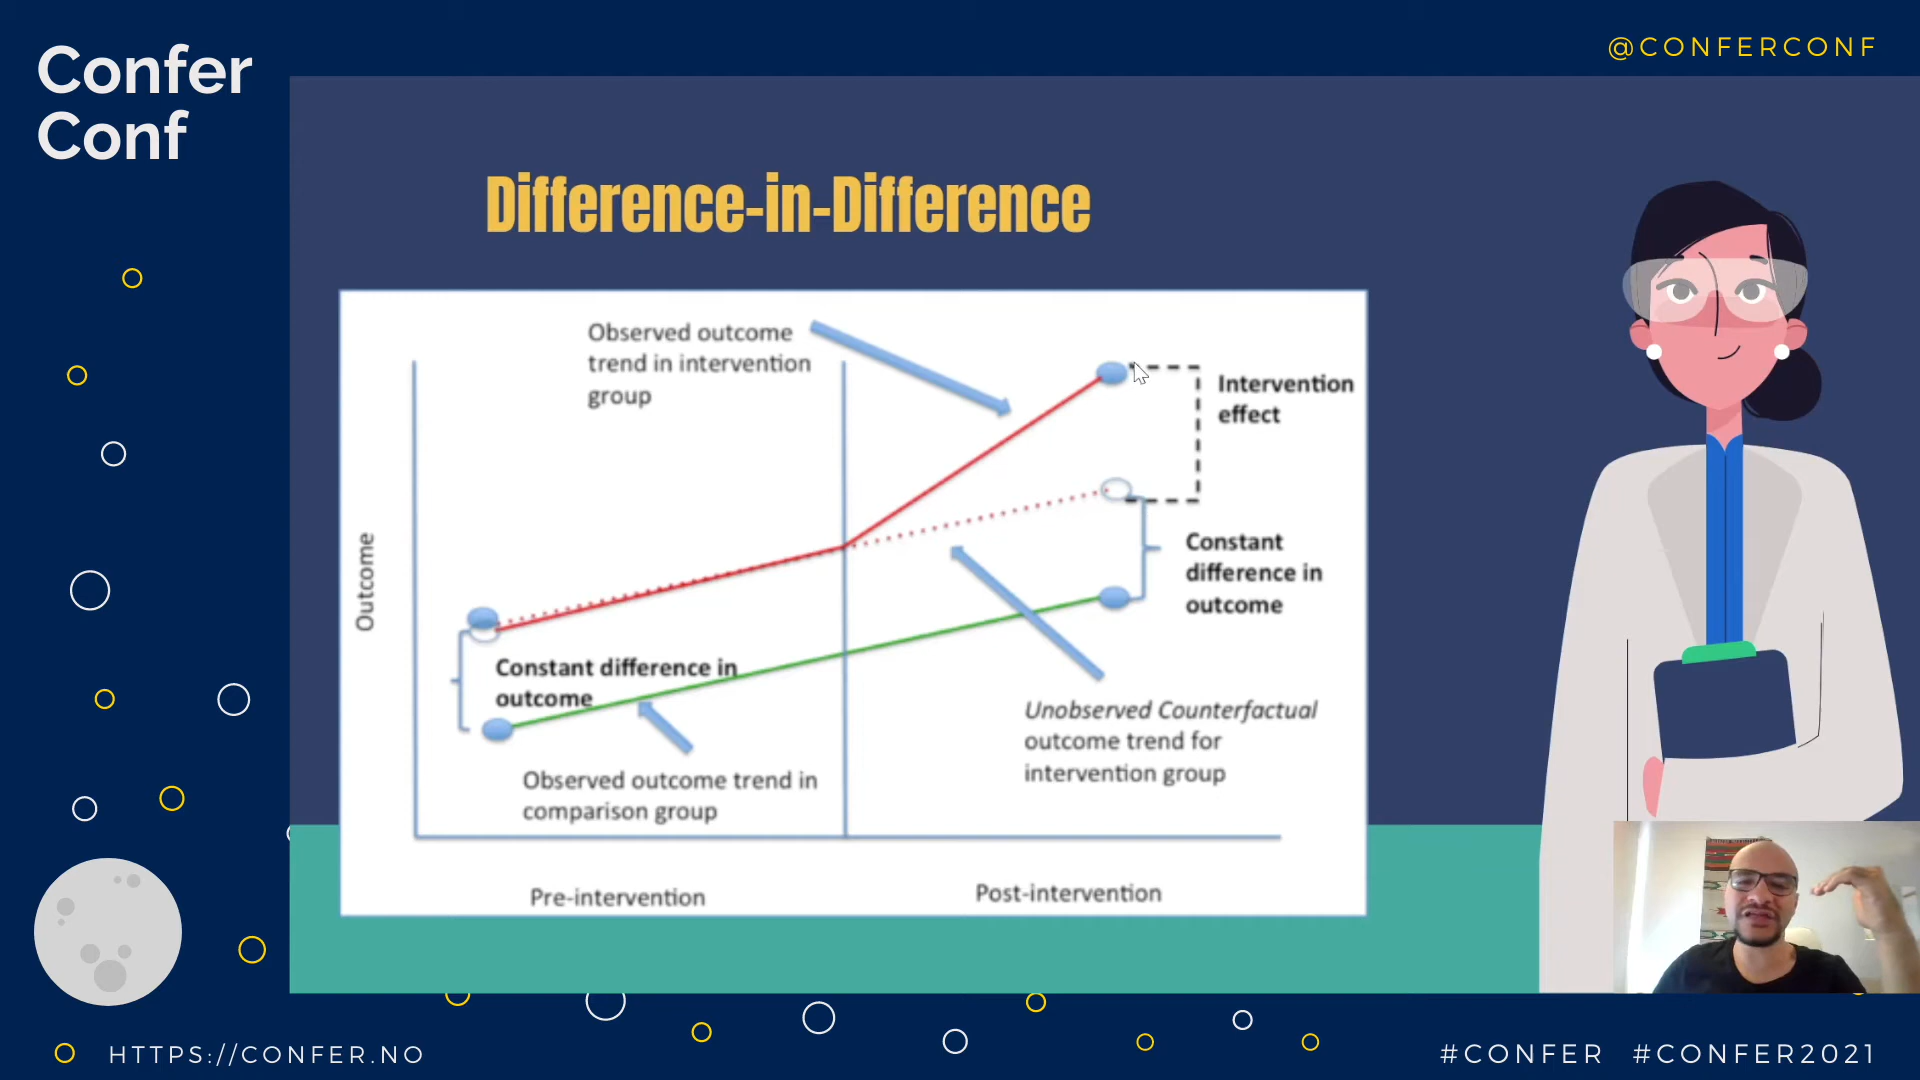 Confer
Conf
@CONFERCONF
Difference-in-Difference
Observed outcome
trend in intervention
group
Intervention
effect
Outcome
Constant
difference in
outcome
Constant difference in
outcome
Unobserved Counterfactual
outcome trend for
intervention group
Observed outcome trend in
comparison group
Pre-intervention
Post-intervention
HTTPS://CONFER.NO
#CONFER #CONFER2021